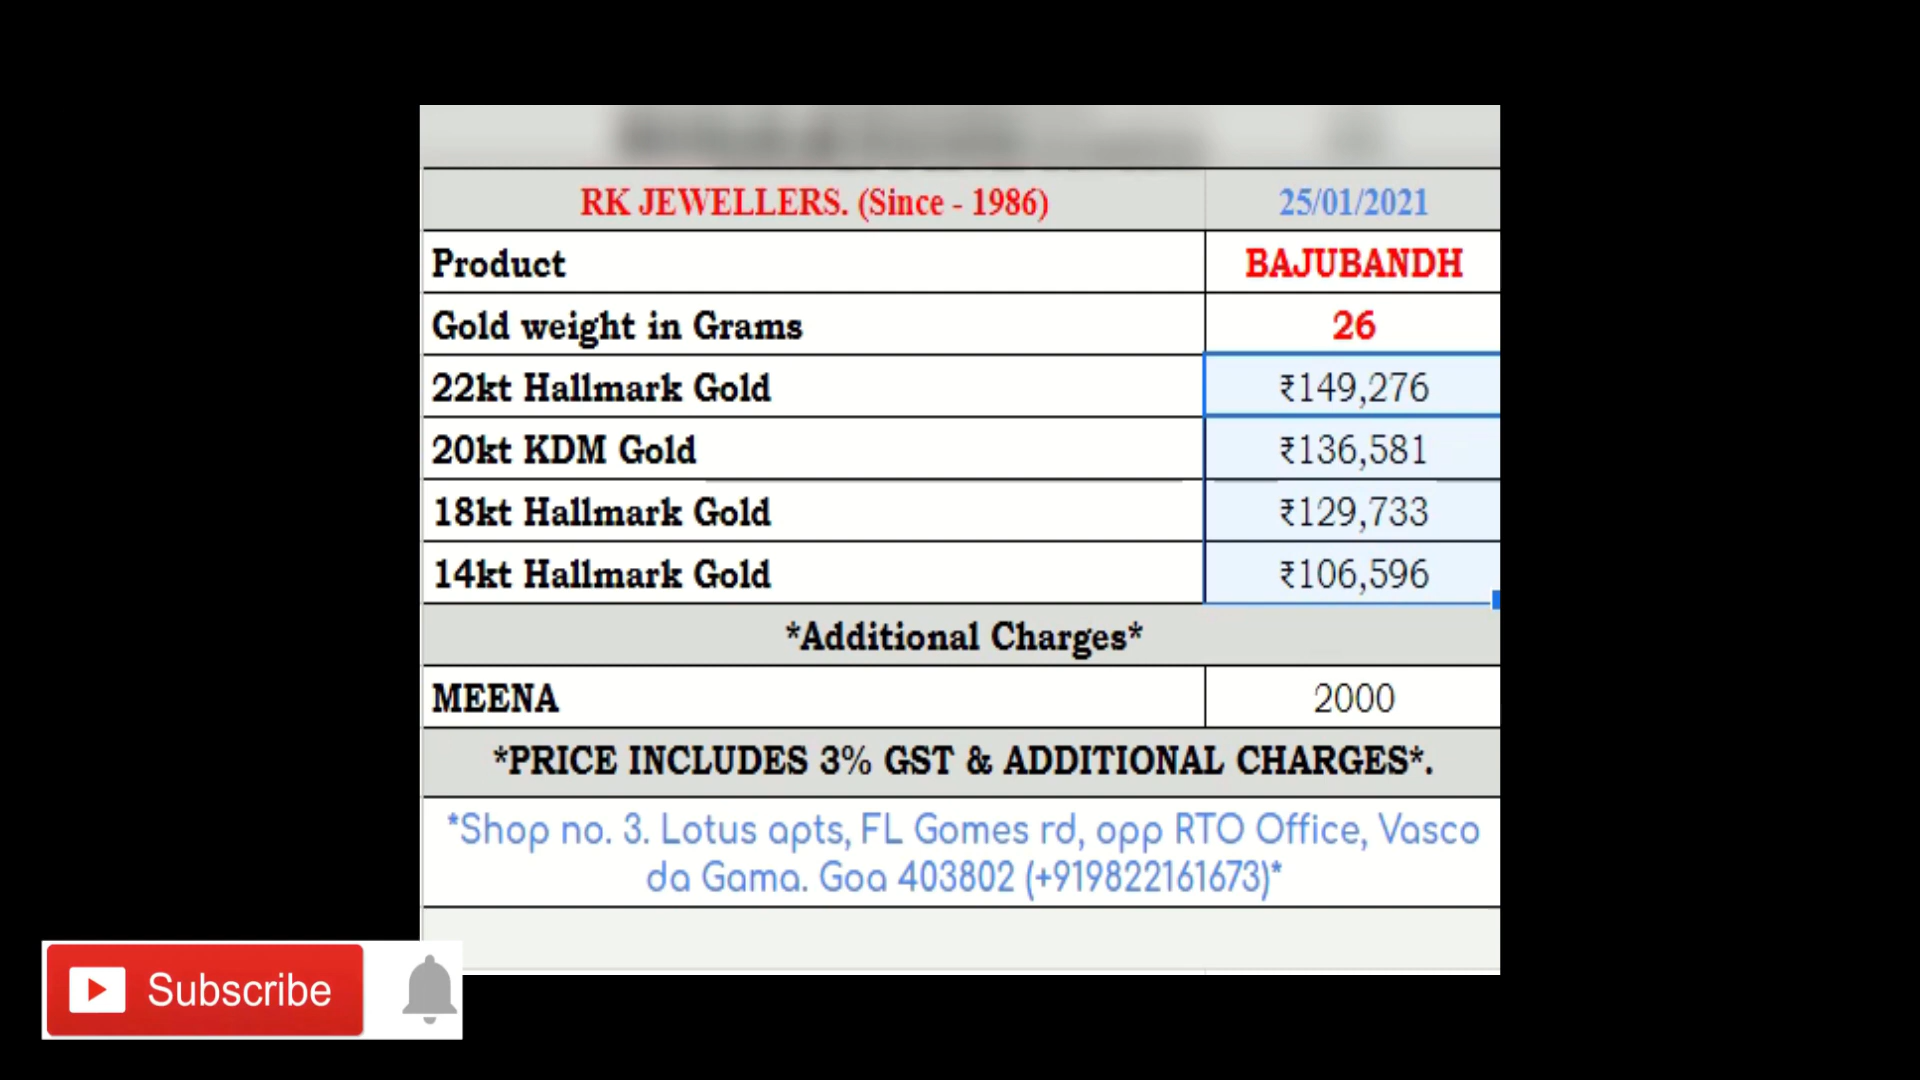 RK JEWELLERS. (Since - 1986) 25/01/2021
Product BAJUBANDH
Gold weight in Grams 26
22kt Hallmark Gold ₹149,276
20kt KDM Gold ₹136,581
18kt Hallmark Gold ₹129,733
14kt Hallmark Gold ₹106,596
*Additional Charges*
MEENA 2000
*PRICE INCLUDES 3% GST & ADDITIONAL CHARGES*.
*Shop no. 3. Lotus apts, FL Gomes rd, opp RTO Office, Vasco
da Gama. Goa 403802 (+919822161673)*
Subscribe